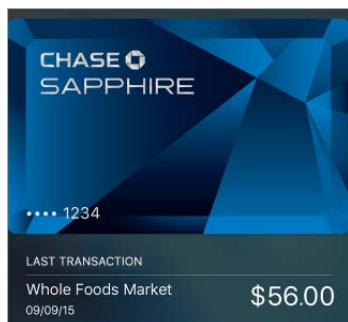 CHASE
SAPPHIRE
•••• 1234
LAST TRANSACTION
Whole Foods Market
$56.00
09/09/15